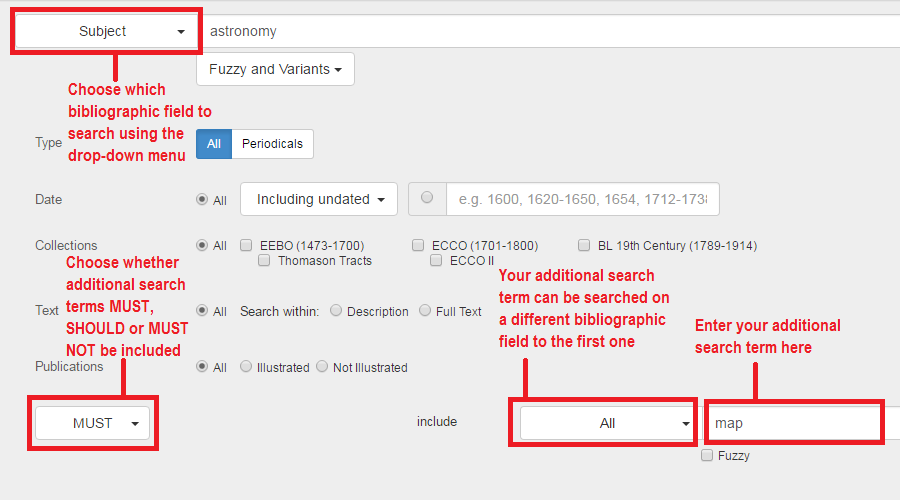 Subject astronomy
Fuzzy and Variants
Choose which
bibliographic field to
search using the
drop-down menu
Type All Periodicals
Date All Including undated e.g. 1600, 1620-1650, 1654, 1712-1738
Collections All EEBO (1473-1700) ECCO (1701-1800) BL 19th Century (1789-1914)
Thomason Tracts ECCO II
Choose whether
additional search
terms MUST,
SHOULD or MUST
NOT be included
Your additional search
term can be searched on
a different bibliographic
field to the first one
Enter your additional
search term here
Text All Search within: Description Full Text
Publications All Illustrated Not Illustrated
MUST include All map
Fuzzy